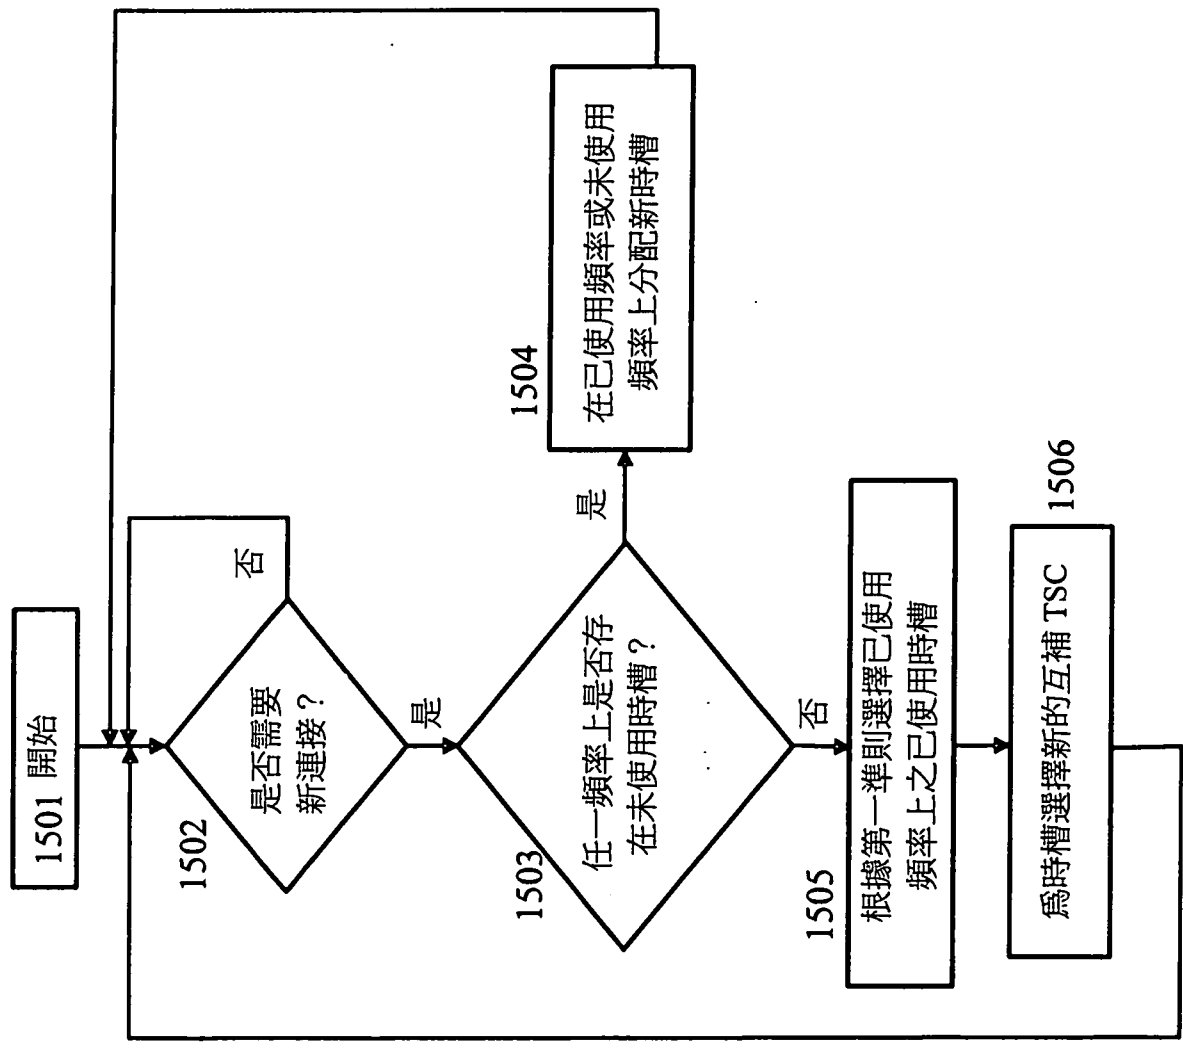 1501 開始
1502
是否需要
新連接？
否
是
1503
任一頻率上是否存
在未使用時槽？
是
1504
在已使用頻率或未使用
頻率上分配新時槽
否
1505
根據第一準則選擇已使用
頻率上之已使用時槽
1506
爲時槽選擇新的互補 TSC